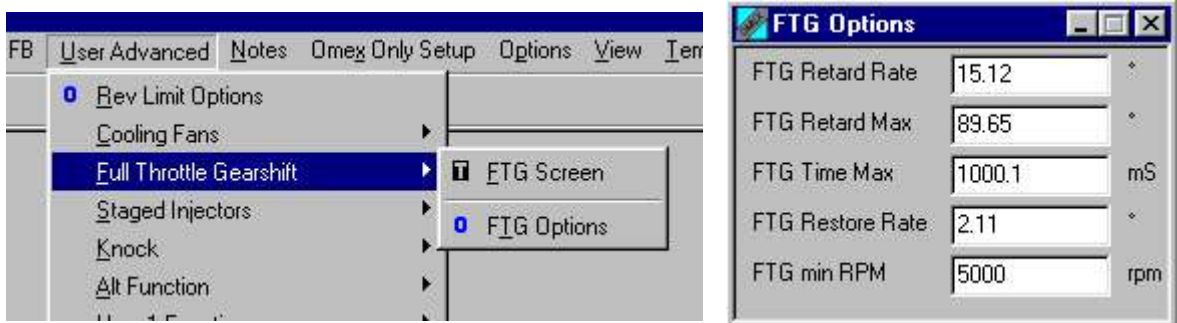 FB User Advanced Notes Omex Only Setup Options View
Rev Limit Options
Cooling Fans
Full Throttle Gearshift
FTG Screen
Staged Injectors
FTG Options
Knock
Alt Function
FTG Options
FTG Retard Rate 15.12 °
FTG Retard Max 89.65 °
FTG Time Max 1000.1 mS
FTG Restore Rate 2.11 °
FTG min RPM 5000 rpm